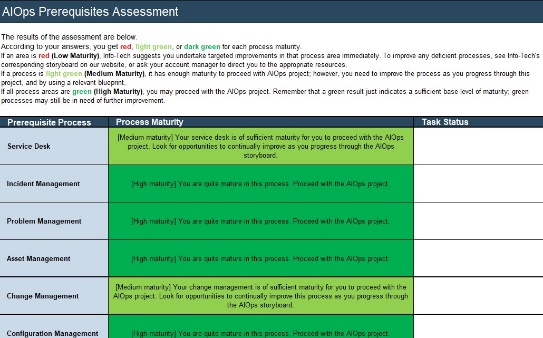 AIOps Prerequisites Assessment
The results of the assessment are below.
According to your answers, you get red, light green, or dark green for each process maturity.
If an area is red (Low Maturity), Info-Tech suggests you undertake targeted improvements in that process area immediately. To improve any deficient processes, see Info-Tech's
corresponding storyboard on our website, or ask your account manager to direct you to the appropriate resources.
If a process is light green (Medium Maturity), it has enough maturity to proceed with AIOps project; however, you need to improve the process as you progress through this
project, and by using a relevant blueprint.
If all process areas are green (High Maturity), you may proceed with the AIOps project. Remember that a green result just indicates a sufficient base level of maturity; green
processes may still be in need of further improvement.
Prerequisite Process Process Maturity Task Status
Service Desk
[Medium maturity] Your service desk is of sufficient maturity for you to proceed with the AIOps
project. Look for opportunities to continually improve as you progress through the AIOps
storyboard.
Incident Management [High maturity] You are quite mature in this process. Proceed with the AIOps project.
Problem Management [High maturity] You are quite mature in this process. Proceed with the AIOps project.
Asset Management [High maturity] You are quite mature in this process. Proceed with the AIOps project.
Change Management
[Medium maturity] Your change management is of sufficient maturity for you to proceed with the
AIOps project. Look for opportunities to continually improve this process as you progress through
the AIOps storyboard.
Configuration Management [High maturity] You are quite mature in this process. Proceed with the AIOps project.